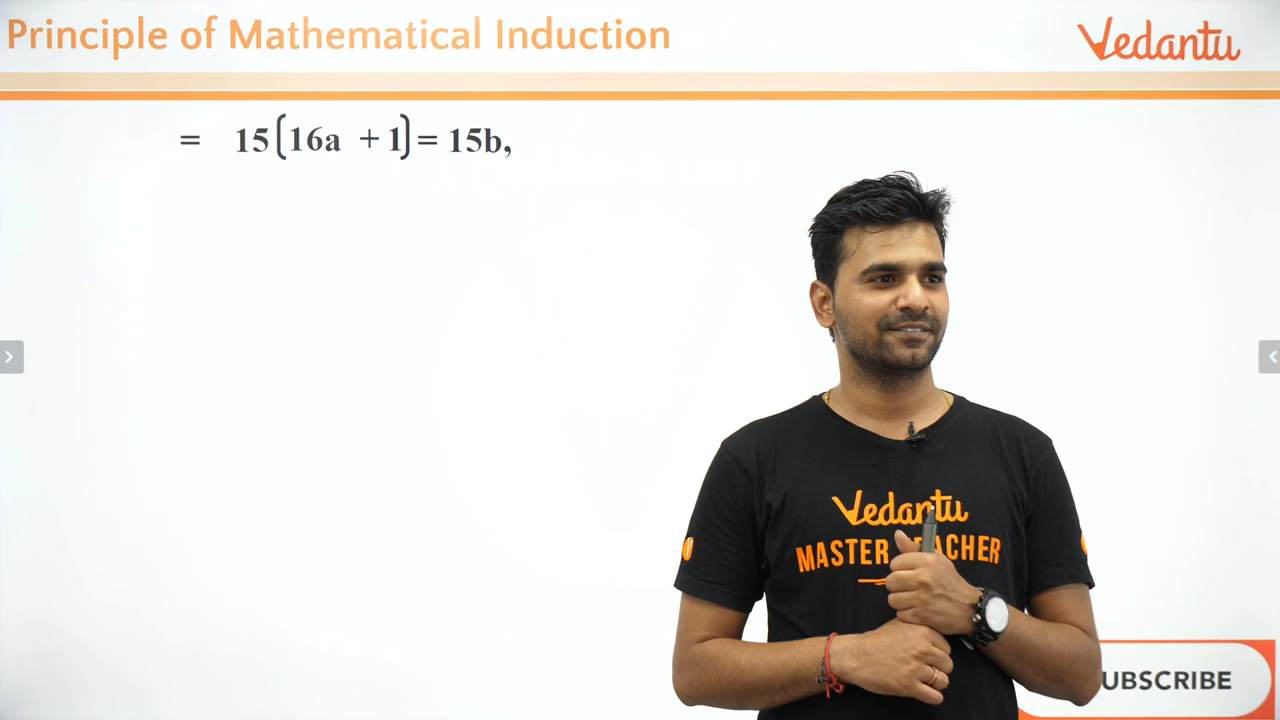 Principle of Mathematical Induction
Vedantu
= 15(16a + 1) = 15b,
Vedantu
MASTER TEACHER
UBSCRIBE